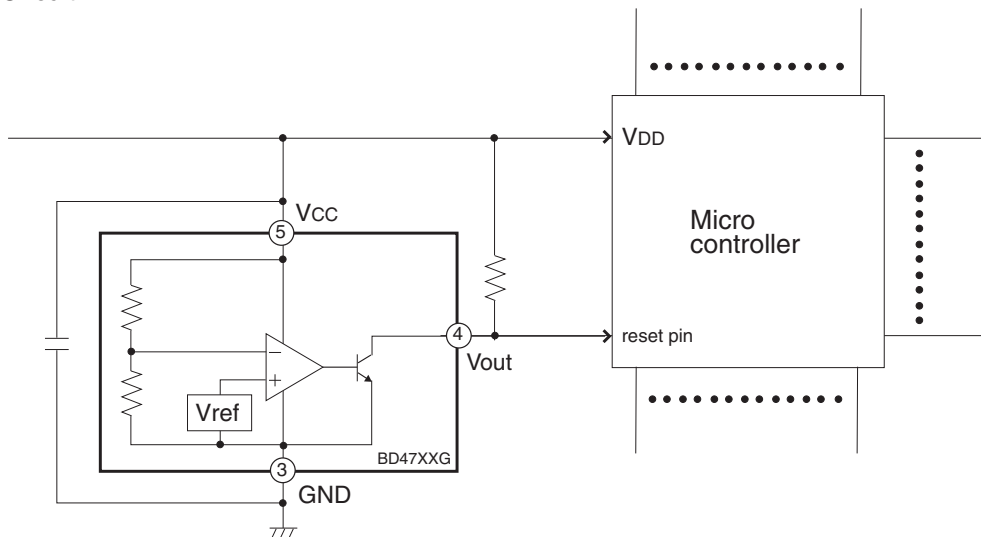 VDD
VCC
5
Micro
controller
4
reset pin
Vout
−
+
Vref
BD47XXG
3
GND